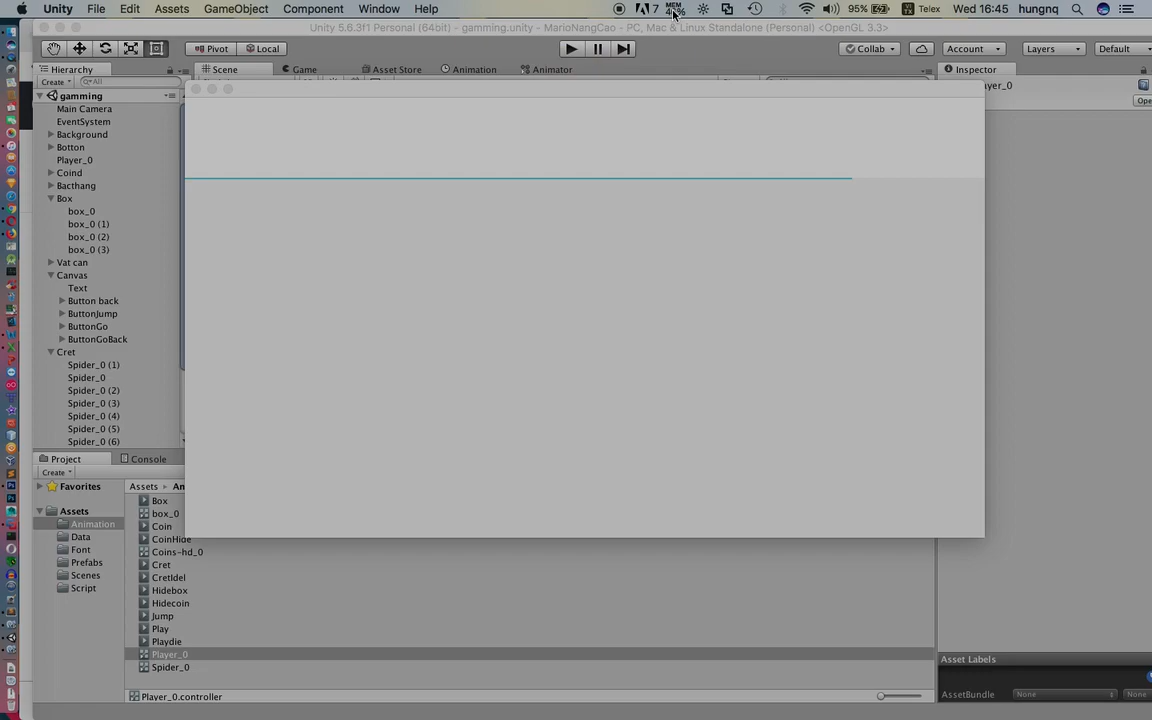 Unity File Edit Assets GameObject Component Window Help 7 MEM 95% Telex Wed 16:45 hungnq
Unity 5.6.3f1 Personal (64bit) - gamming.unity - MarioNangCao - PC, Mac & Linux Standalone (Personal) <OpenGL 3.3>
Pivot Local Collab Account Layers Default
Hierarchy Scene Game Asset Store Animation Animator Inspector
Create All
gamming
Main Camera
EventSystem
Background
Botton
Player_0
Coind
Bacthang
Box
box_0
box_0 (1)
box_0 (2)
box_0 (3)
Vat can
Canvas
Text
Button back
ButtonJump
ButtonGo
ButtonGoBack
Cret
Spider_0 (1)
Spider_0
Spider_0 (2)
Spider_0 (3)
Spider_0 (4)
Spider_0 (5)
Spider_0 (6)
Project Console
Create
Favorites
Assets
Animation
Data
Font
Prefabs
Scenes
Script
Assets
Box
box_0
Coin
CoinHide
Coins-hd_0
Cret
CretIdel
Hidebox
Hidecoin
Jump
Play
Playdie
Player_0
Spider_0
Player_0.controller
Asset Labels
AssetBundle None None